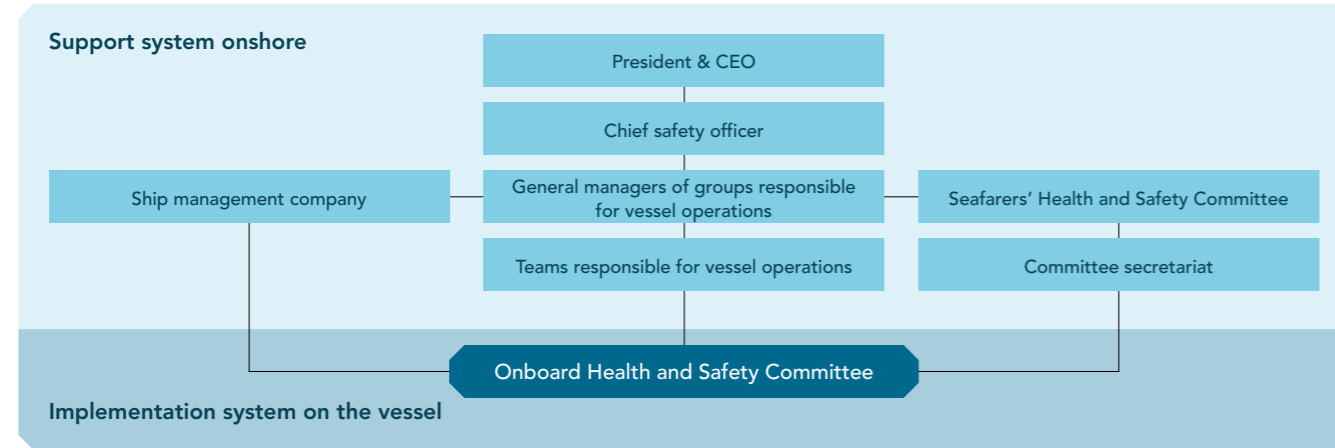 Support system onshore
President & CEO
Chief safety officer
Ship management company
General managers of groups responsible
for vessel operations
Seafarers’ Health and Safety Committee
Teams responsible for vessel operations
Committee secretariat
Onboard Health and Safety Committee
Implementation system on the vessel